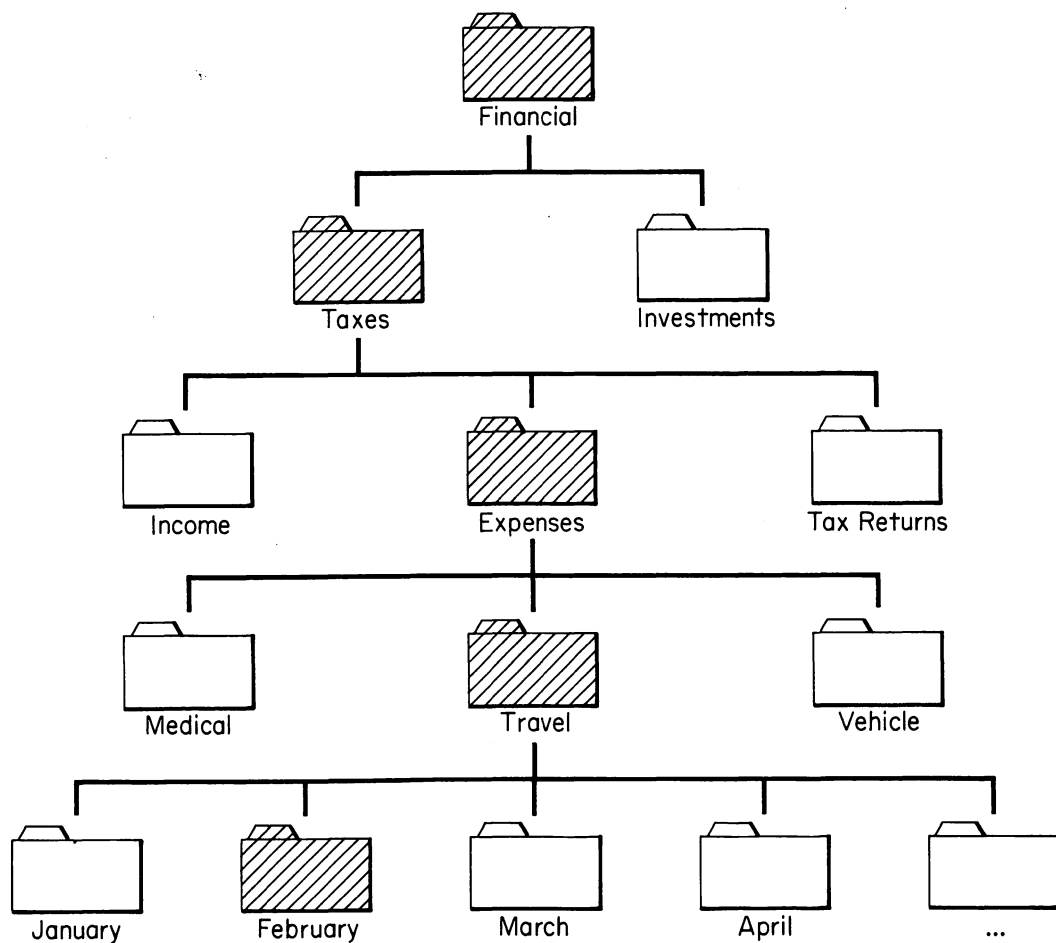 Financial
Taxes
Investments
Income
Expenses
Tax Returns
Medical
Travel
Vehicle
January
February
March
April
...